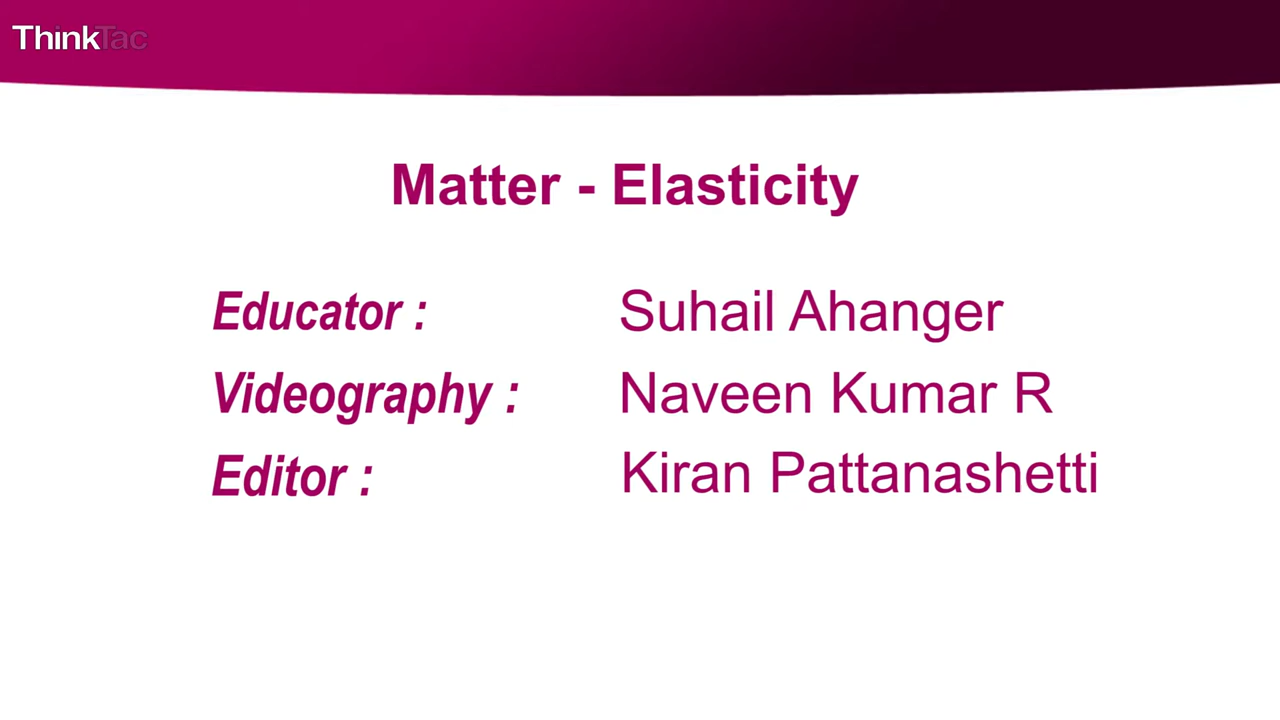 ThinkTac
Matter - Elasticity
Educator : Suhail Ahanger
Videography : Naveen Kumar R
Editor : Kiran Pattanashetti